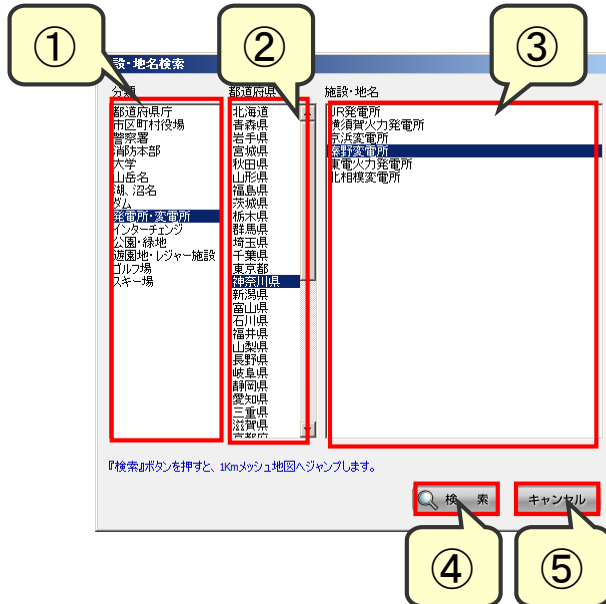 ①
②
③
設・地名検索
分類
都道府県
施設・地名
都道府県庁
市区町村役場
警察署
消防本部
大学
山岳名
湖、沼名
ダム
発電所・変電所
インターチェンジ
公園・緑地
遊園地・レジャー施設
ゴルフ場
スキー場
北海道
青森県
岩手県
宮城県
秋田県
山形県
福島県
茨城県
栃木県
群馬県
埼玉県
千葉県
東京都
神奈川県
新潟県
富山県
石川県
福井県
山梨県
長野県
岐阜県
静岡県
愛知県
三重県
滋賀県
京都府
JR発電所
横須賀火力発電所
京浜変電所
秦野変電所
東電火力発電所
北相模変電所
『検索』ボタンを押すと、1Kmメッシュ地図へジャンプします。
検 索
キャンセル
④
⑤